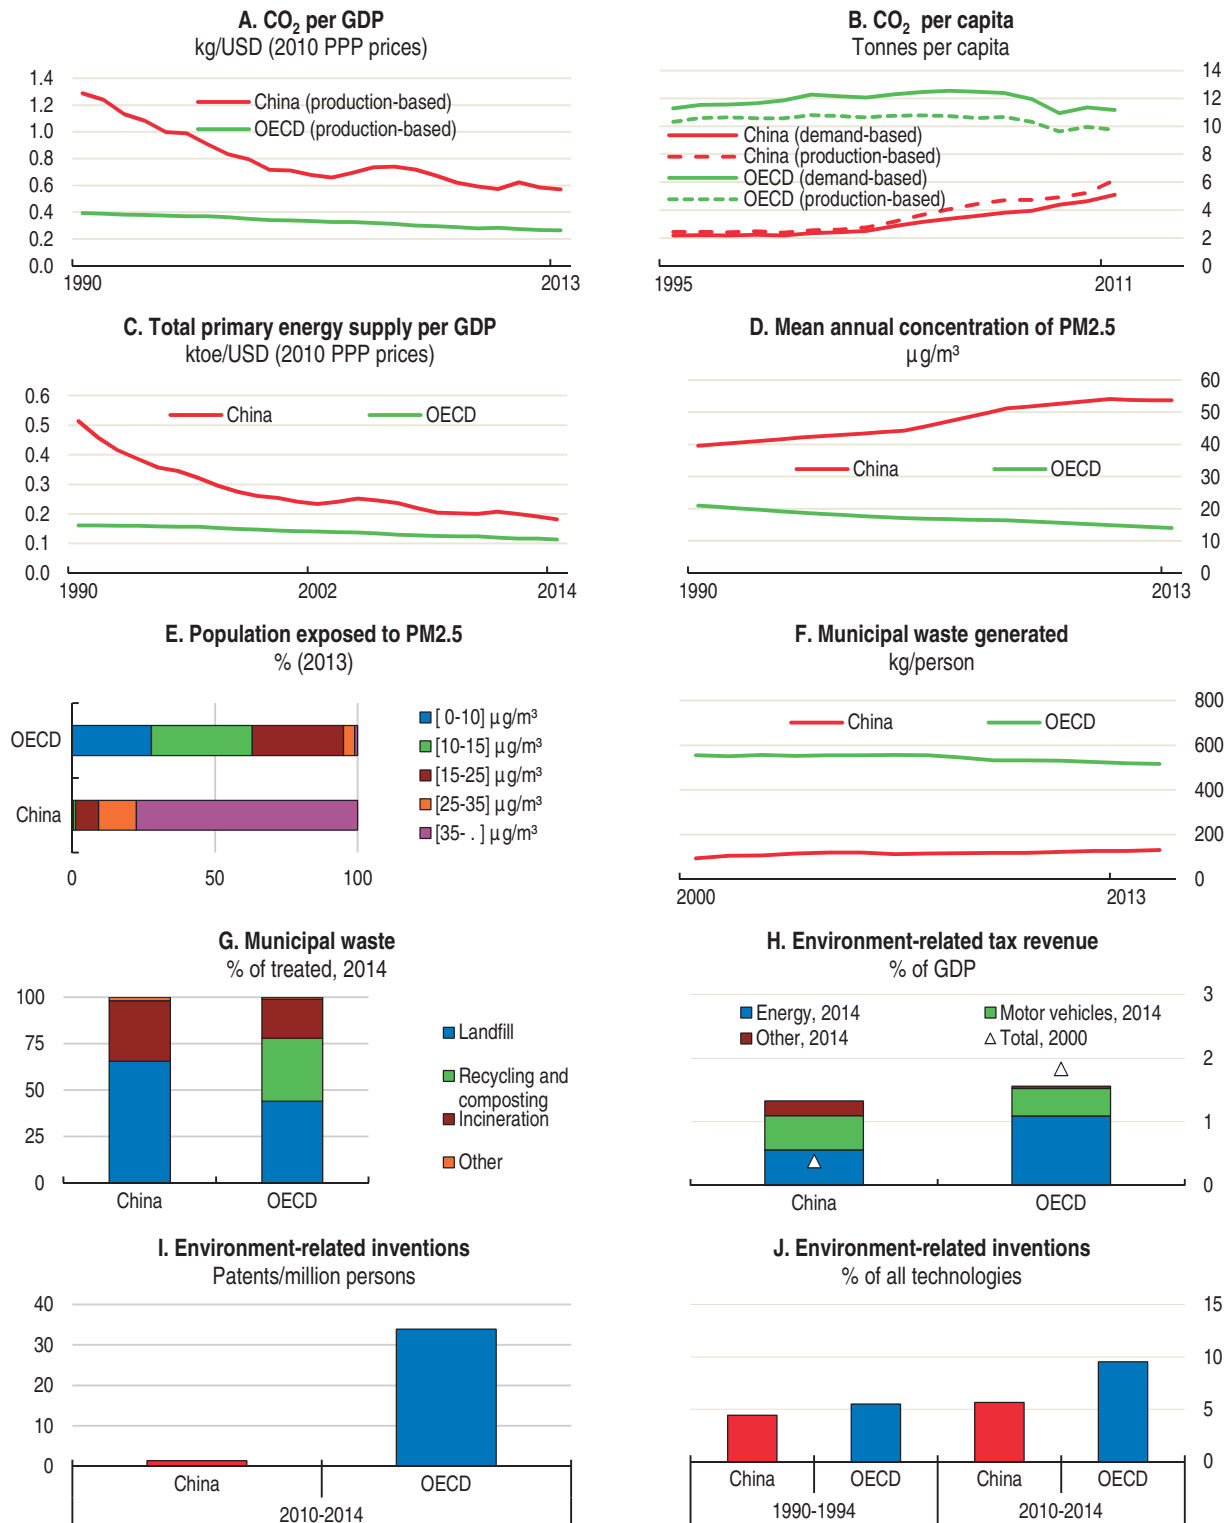 A. CO₂ per GDP
kg/USD (2010 PPP prices)
1.4
1.2
1.0
0.8
0.6
0.4
0.2
0.0
China (production-based)
OECD (production-based)
1990
2013
B. CO₂ per capita
Tonnes per capita
14
12
10
8
6
4
2
0
China (demand-based)
China (production-based)
OECD (demand-based)
OECD (production-based)
1995
2011
C. Total primary energy supply per GDP
ktoe/USD (2010 PPP prices)
0.6
0.5
0.4
0.3
0.2
0.1
0.0
China
OECD
1990
2002
2014
D. Mean annual concentration of PM2.5
µg/m³
60
50
40
30
20
10
0
China
OECD
1990
2013
E. Population exposed to PM2.5
% (2013)
OECD
China
0
50
100
[ 0-10] µg/m³
[10-15] µg/m³
[15-25] µg/m³
[25-35] µg/m³
[35- . ] µg/m³
F. Municipal waste generated
kg/person
800
600
400
200
0
China
OECD
2000
2013
G. Municipal waste
% of treated, 2014
100
75
50
25
0
China
OECD
Landfill
Recycling and
composting
Incineration
Other
H. Environment-related tax revenue
% of GDP
3
2
1
0
Energy, 2014
Motor vehicles, 2014
Other, 2014
Total, 2000
China
OECD
I. Environment-related inventions
Patents/million persons
40
30
20
10
0
China
OECD
2010-2014
J. Environment-related inventions
% of all technologies
15
10
5
0
China
OECD
China
OECD
1990-1994
2010-2014